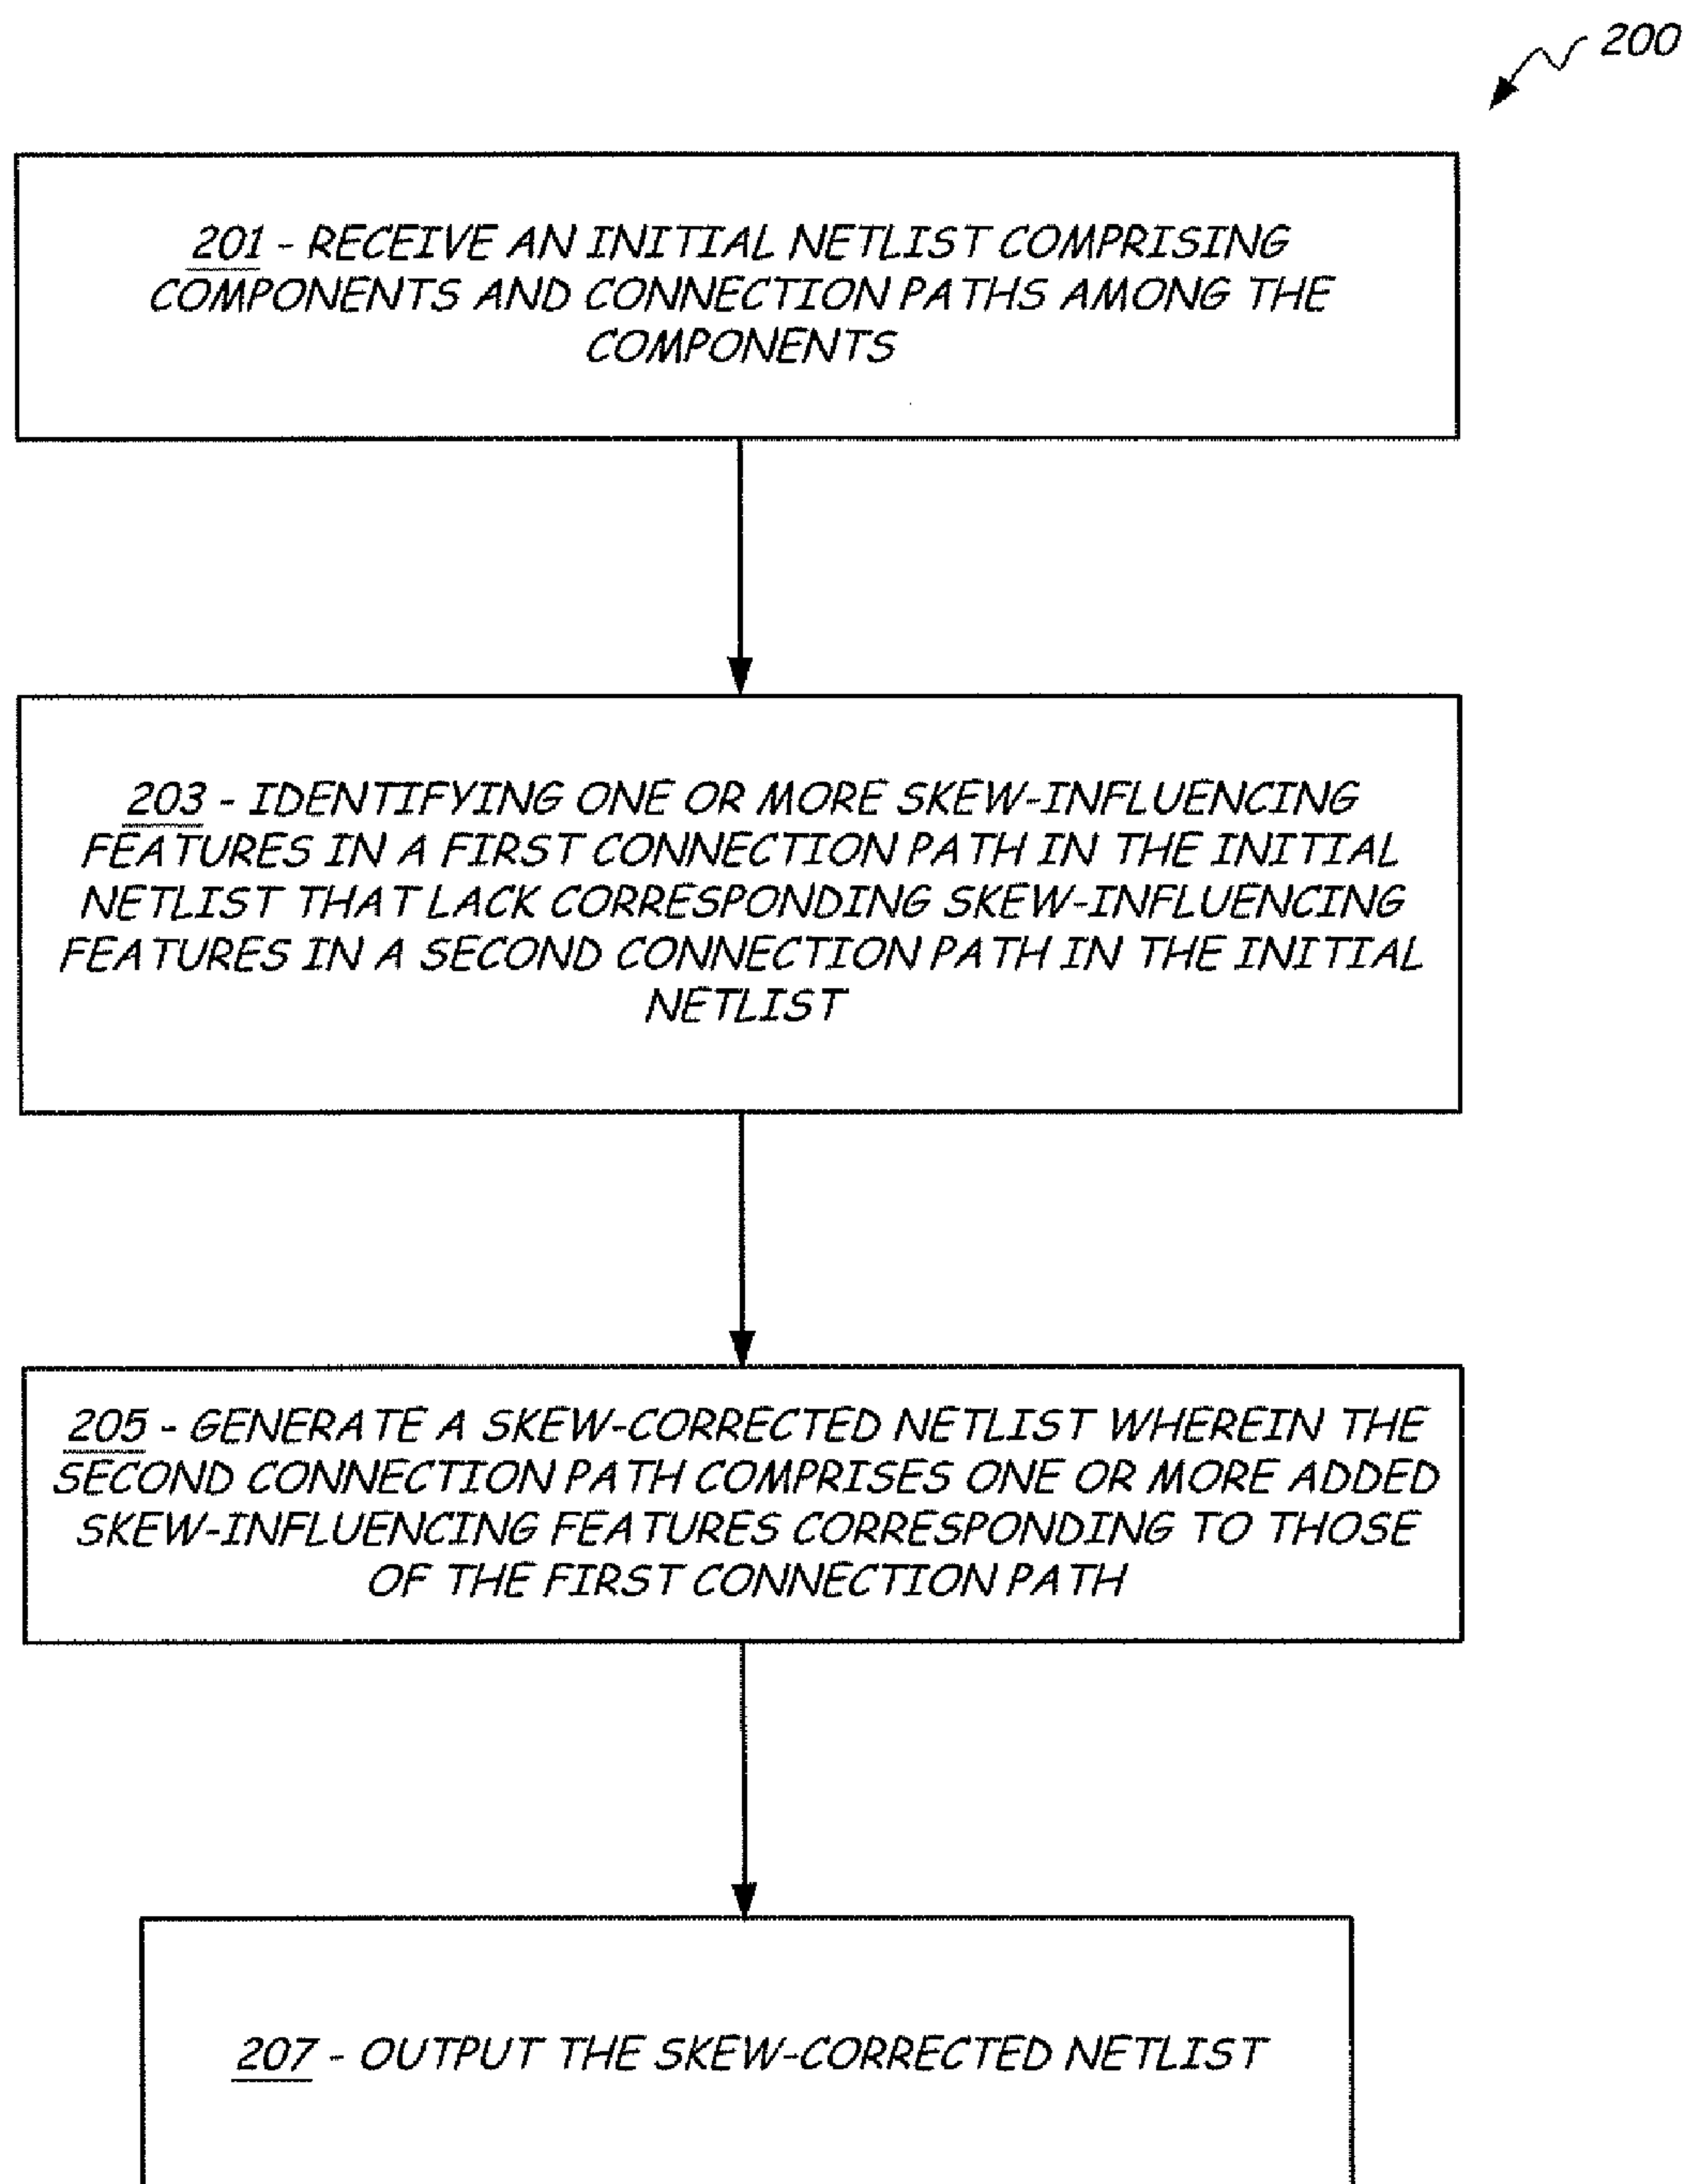 200
201 - RECEIVE AN INITIAL NETLIST COMPRISING
COMPONENTS AND CONNECTION PATHS AMONG THE
COMPONENTS
203 - IDENTIFYING ONE OR MORE SKEW-INFLUENCING
FEATURES IN A FIRST CONNECTION PATH IN THE INITIAL
NETLIST THAT LACK CORRESPONDING SKEW-INFLUENCING
FEATURES IN A SECOND CONNECTION PATH IN THE INITIAL
NETLIST
205 - GENERATE A SKEW-CORRECTED NETLIST WHEREIN THE
SECOND CONNECTION PATH COMPRISES ONE OR MORE ADDED
SKEW-INFLUENCING FEATURES CORRESPONDING TO THOSE
OF THE FIRST CONNECTION PATH
207 - OUTPUT THE SKEW-CORRECTED NETLIST